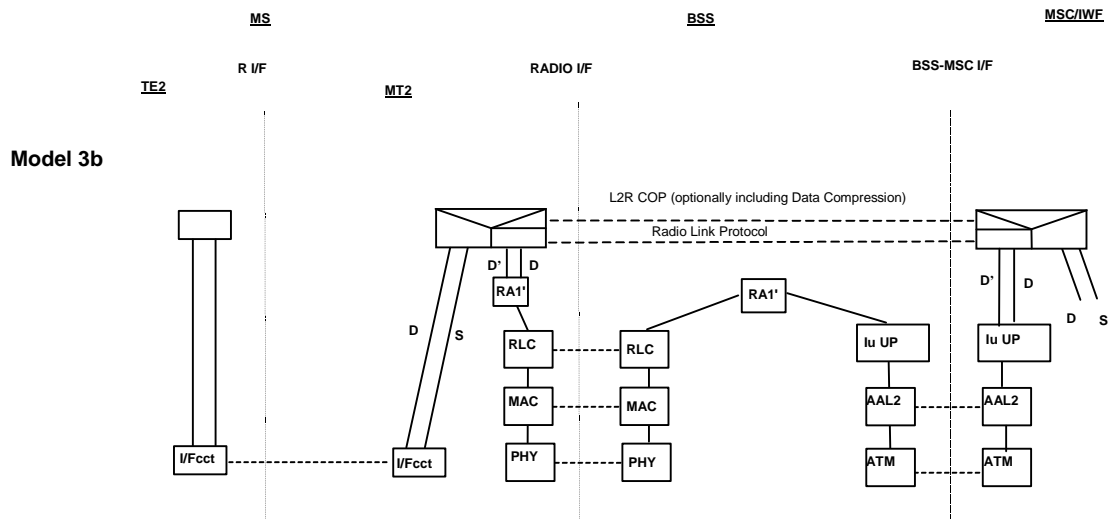 MS
BSS
MSC/IWF
R I/F
RADIO I/F
BSS-MSC I/F
TE2
MT2
Model 3b
L2R COP (optionally including Data Compression)
Radio Link Protocol
D'
D
D'
D
RA1'
RA1'
D
S
D
S
RLC
RLC
Iu UP
Iu UP
MAC
MAC
AAL2
AAL2
I/Fcct
I/Fcct
PHY
PHY
ATM
ATM